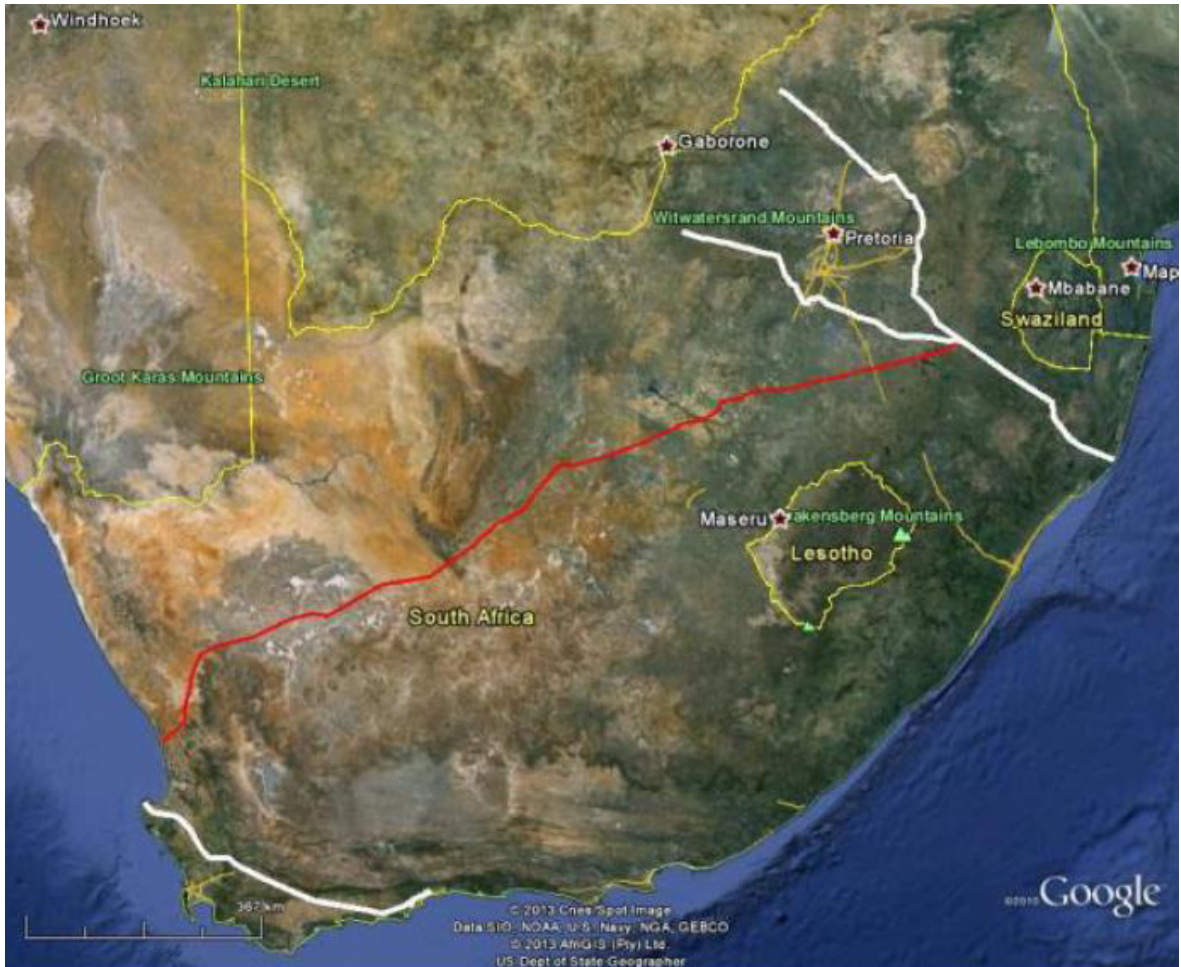 Windhoek
Kalahari Desert
Gaborone
Witwatersrand Mountains
Pretoria
Lebombo Mountains
Map
Mbabane
Swaziland
Groot Karas Mountains
Maseru
akensberg Mountains
Lesotho
South Africa
367 km
©2010 Google
© 2013 Cnes/Spot Image
Data SIO, NOAA, U.S. Navy, NGA, GEBCO
© 2013 AfriGIS (Pty) Ltd.
US Dept of State Geographer